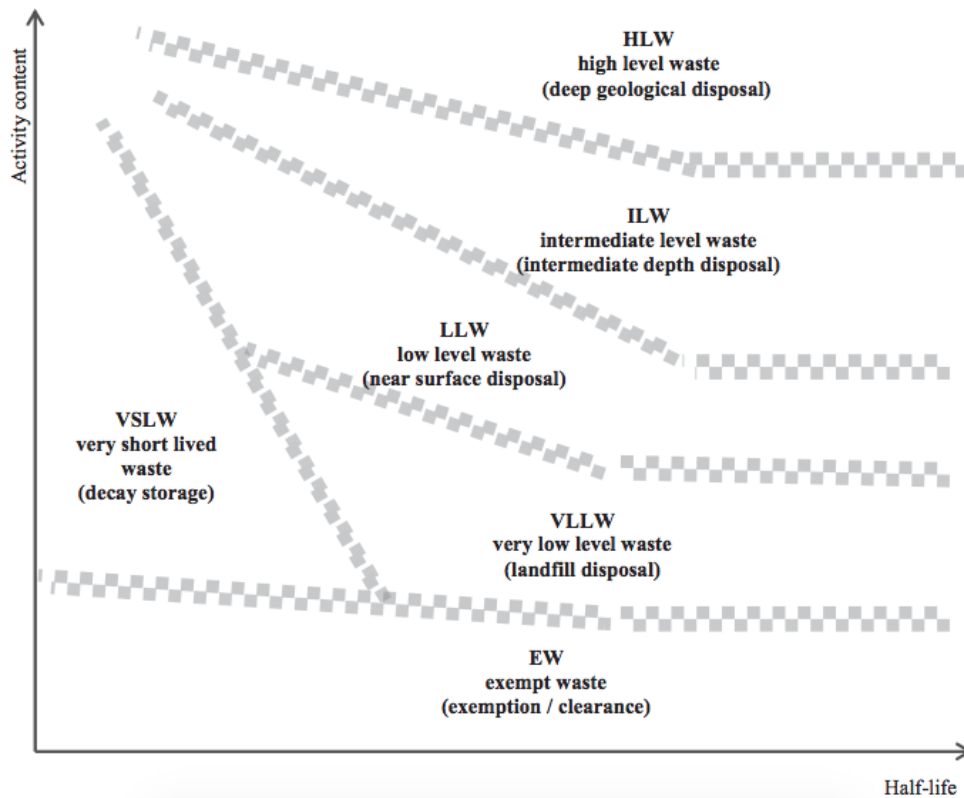 Activity content
HLW
high level waste
(deep geological disposal)
ILW
intermediate level waste
(intermediate depth disposal)
LLW
low level waste
(near surface disposal)
VSLW
very short lived
waste
(decay storage)
VLLW
very low level waste
(landfill disposal)
EW
exempt waste
(exemption / clearance)
Half-life